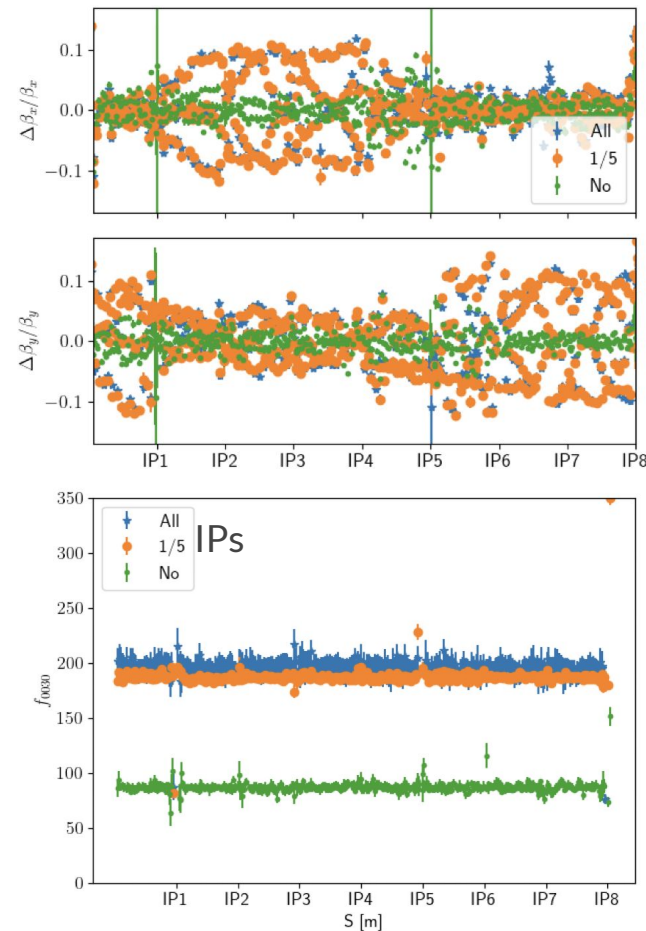 0.1
0.0
−0.1
Δβx/βx
All
1/5
No
0.1
0.0
−0.1
Δβy/βy
IP1 IP2 IP3 IP4 IP5 IP6 IP7 IP8
350
300
250
200
150
100
50
0
f0030
All
1/5
No
IPs
IP1 IP2 IP3 IP4 IP5 IP6 IP7 IP8
S [m]